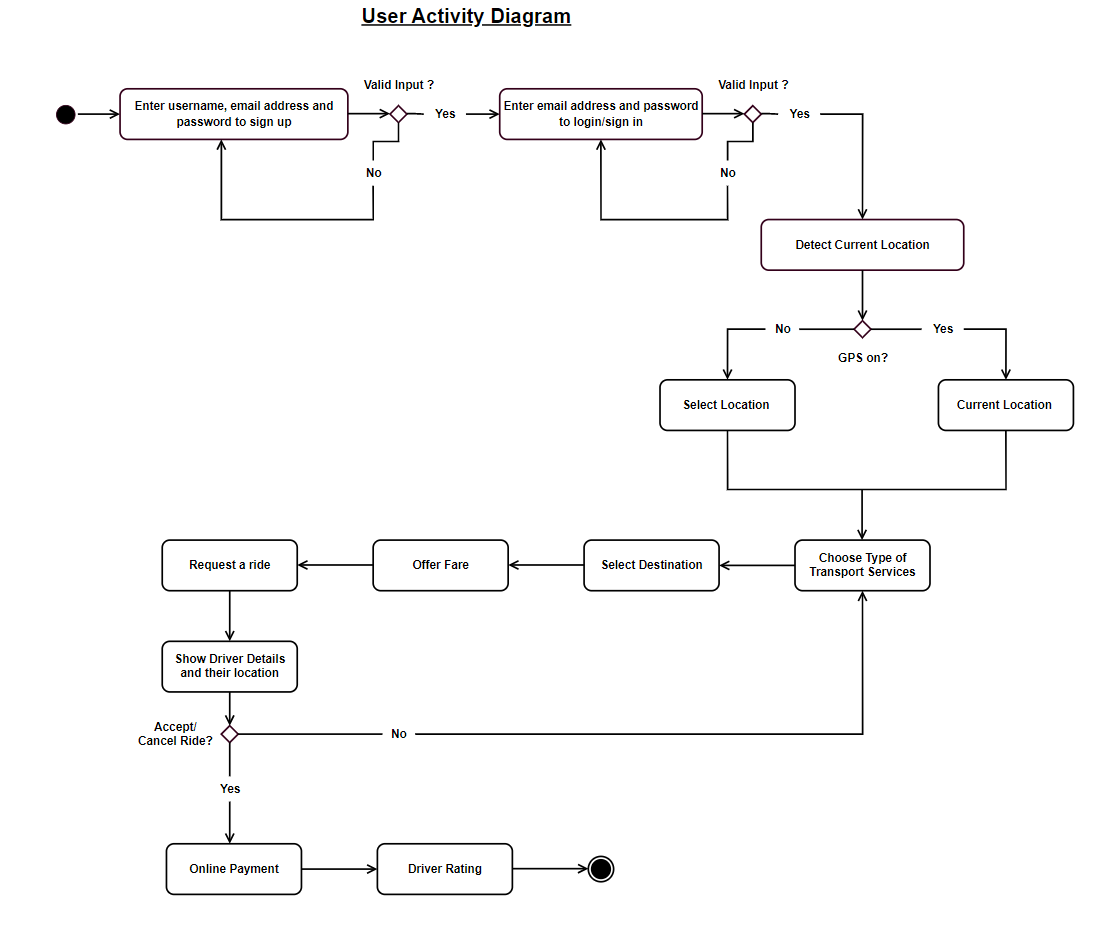 User Activity Diagram
Valid Input ?
Valid Input ?
Enter username, email address and
password to sign up
Yes
Enter email address and password
to login/sign in
Yes
No
No
Detect Current Location
No
Yes
GPS on?
Select Location
Current Location
Request a ride
Offer Fare
Select Destination
Choose Type of
Transport Services
Show Driver Details
and their location
Accept/
Cancel Ride?
No
Yes
Online Payment
Driver Rating